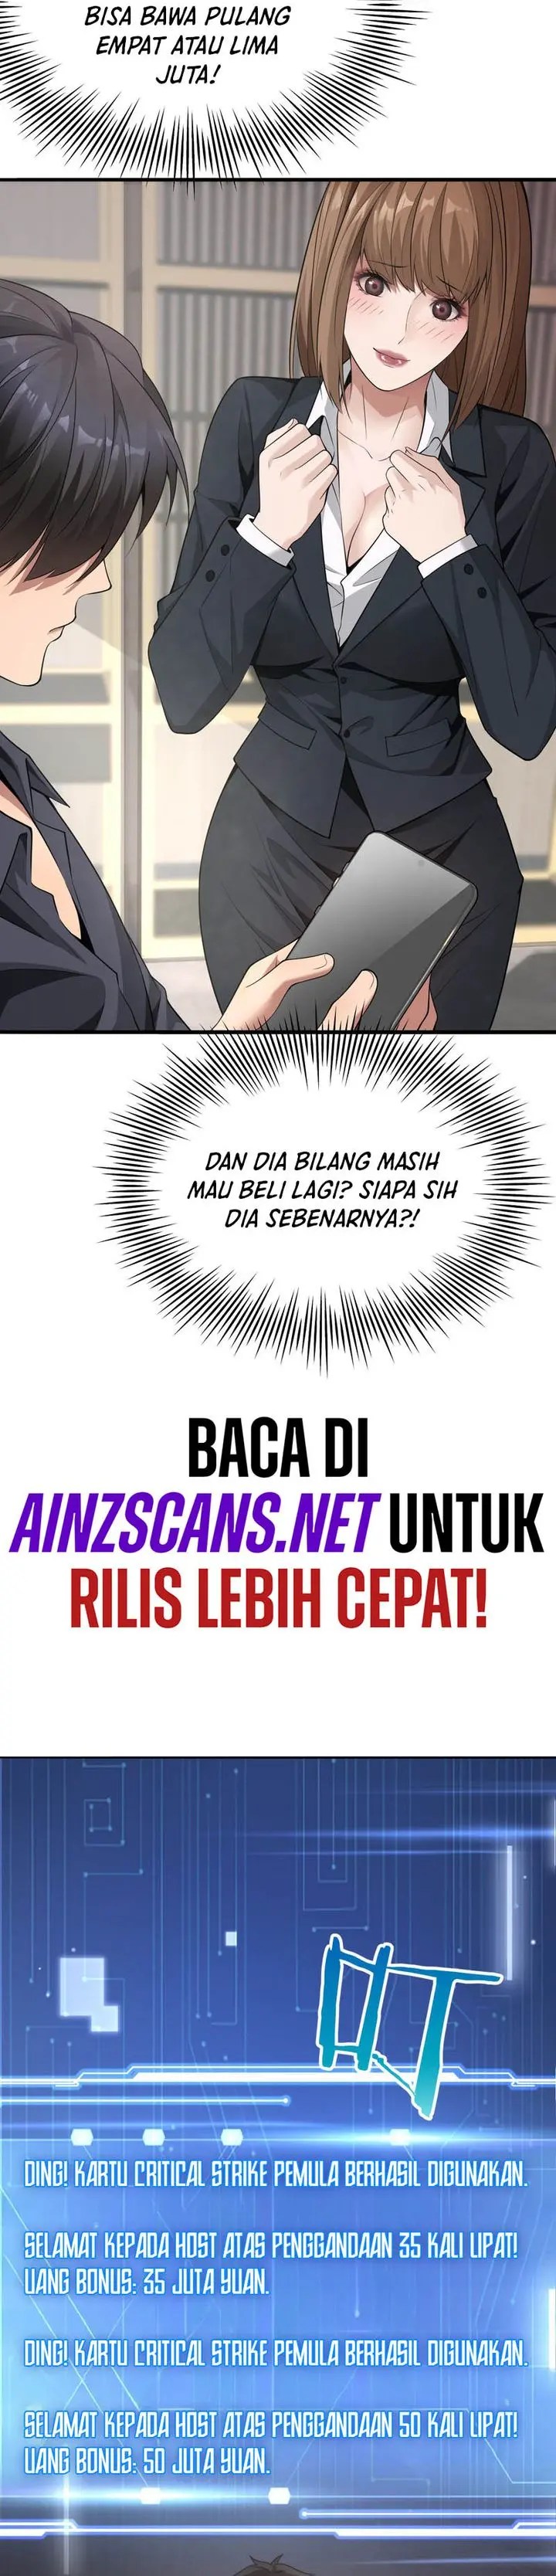 BISA BAWA PULANG
EMPAT ATAU LIMA
JUTA!
DAN DIA BILANG MASIH
MAU BELI LAGI? SIAPA SIH
DIA SEBENARNYA?!
BACA DI
AINZSCANS.NET UNTUK
RILIS LEBIH CEPAT!
叮
DING! KARTU CRITICAL STRIKE PEMULA BERHASIL DIGUNAKAN.
SELAMAT KEPADA HOST ATAS PENGGANDAAN 35 KALI LIPAT!
UANG BONUS: 35 JUTA YUAN.
DING! KARTU CRITICAL STRIKE PEMULA BERHASIL DIGUNAKAN.
SELAMAT KEPADA HOST ATAS PENGGANDAAN 50 KALI LIPAT!
UANG BONUS: 50 JUTA YUAN.